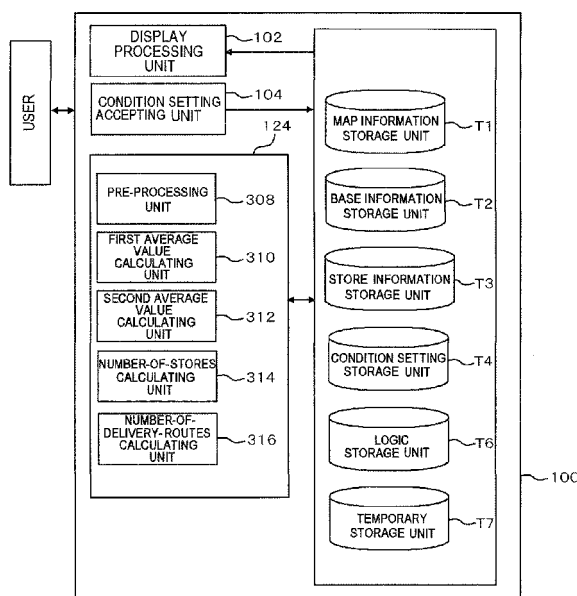 DISPLAY
PROCESSING
UNIT
102
CONDITION SETTING
ACCEPTING
UNIT
104
USER
124
PRE-PROCESSING
UNIT
308
FIRST AVERAGE
VALUE
CALCULATING
UNIT
310
SECOND AVERAGE
VALUE
CALCULATING
UNIT
312
NUMBER-OF-STORES
CALCULATING
UNIT
314
NUMBER-OF-
DELIVERY-ROUTES
CALCULATING
UNIT
316
MAP INFORMATION
STORAGE UNIT
T1
BASE INFORMATION
STORAGE UNIT
T2
STORE INFORMATION
STORAGE UNIT
T3
CONDITION SETTING
STORAGE UNIT
T4
LOGIC
STORAGE UNIT
T6
TEMPORARY
STORAGE UNIT
T7
100